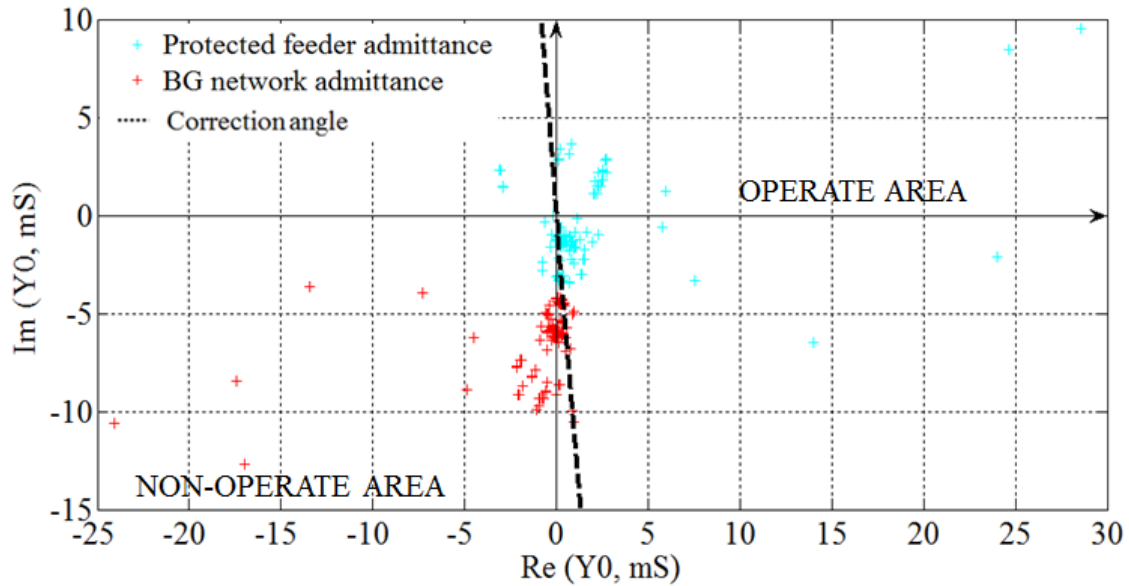 10
Protected feeder admittance
BG network admittance
Correction angle
5
OPERATE AREA
0
-5
-10
NON-OPERATE AREA
-15
-25 -20 -15 -10 -5 0 5 10 15 20 25 30
Re (Y0, mS)
Im (Y0, mS)